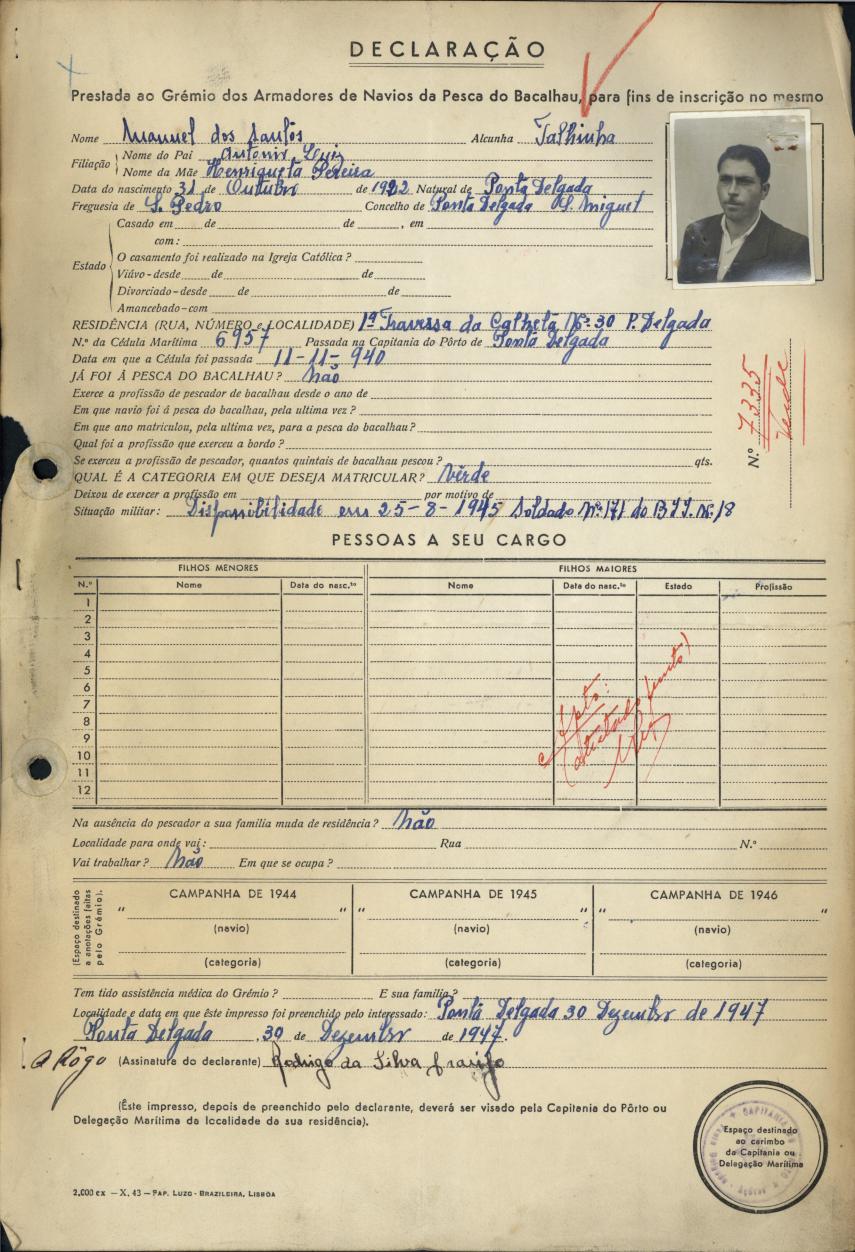 DECLARAÇÃO
Prestada ao Grémio dos Armadores de Navios da Pesca do Bacalhau, para fins de inscrição no mesmo
Nome Manuel dos Santos Alcunha Talhinha
Filiação
Nome do Pai António Luiz
Nome da Mãe Henriqueta Pereira
Data do nascimento 31 de Outubro de 1922 Natural de Ponta Delgada
Freguesia de S. Pedro Concelho de Ponta Delgada S. Miguel
Estado
Casado em de de , em
com:
O casamento foi realizado na Igreja Católica?
Viúvo-desde de de
Divorciado-desde de de
Amancebado-com
RESIDÊNCIA (RUA, NÚMERO e LOCALIDADE) 1ª Travessa da Calheta Nº 30 P. Delgada
N.º da Cédula Marítima 6957 Passada na Capitania do Pôrto de Ponta Delgada
Data em que a Cédula foi passada 11-11-940
JÁ FOI Á PESCA DO BACALHAU? Não
Exerce a profissão de pescador de bacalhau desde o ano de
Em que navio foi á pesca do bacalhau, pela ultima vez?
Em que ano matriculou, pela ultima vez, para a pesca do bacalhau?
Qual foi a profissão que exerceu a bordo?
Se exerceu a profissão de pescador, quantos quintais de bacalhau pescou? qts.
QUAL É A CATEGORIA EM QUE DESEJA MATRICULAR? Vêrde
Deixou de exercer a profissão em por motivo de
Situação militar: Disponibilidade em 25-8-1945 Soldado Nº 171 do B.I.I. Nº 18
N.º 7335
Verde
PESSOAS A SEU CARGO
FILHOS MENORES FILHOS MAIORES
N.º Nome Data do nasc.to Nome Data do nasc.to Estado Profissão
1
2
3
4
5
6
7
8
9
10
11
12
Na ausência do pescador a sua familia muda de residência? Não
Localidade para onde vai: Rua N.º
Vai trabalhar? Não Em que se ocupa?
(Espaço destinado
a anotações feitas
pelo Grémio).
CAMPANHA DE 1944 CAMPANHA DE 1945 CAMPANHA DE 1946
" " " " " "
(navio) (navio) (navio)
(categoria) (categoria) (categoria)
Tem tido assistência médica do Grémio? E sua familia?
Localidade e data em que êste impresso foi preenchido pelo interessado: Ponta Delgada 30 Dezembro de 1947
Ponta Delgada, 30 de Dezembro de 1947.
A Rôgo (Assinatura do declarante) Rodrigo da Silva Araujo
(Êste impresso, depois de preenchido pelo declarante, deverá ser visado pela Capitania do Pôrto ou
Delegação Marítima da localidade da sua residência).
Espaço destinado
ao carimbo
da Capitania ou
Delegação Marítima
2.000 ex — X. 43 — PAP. LUZO-BRAZILEIRA, LISBOA